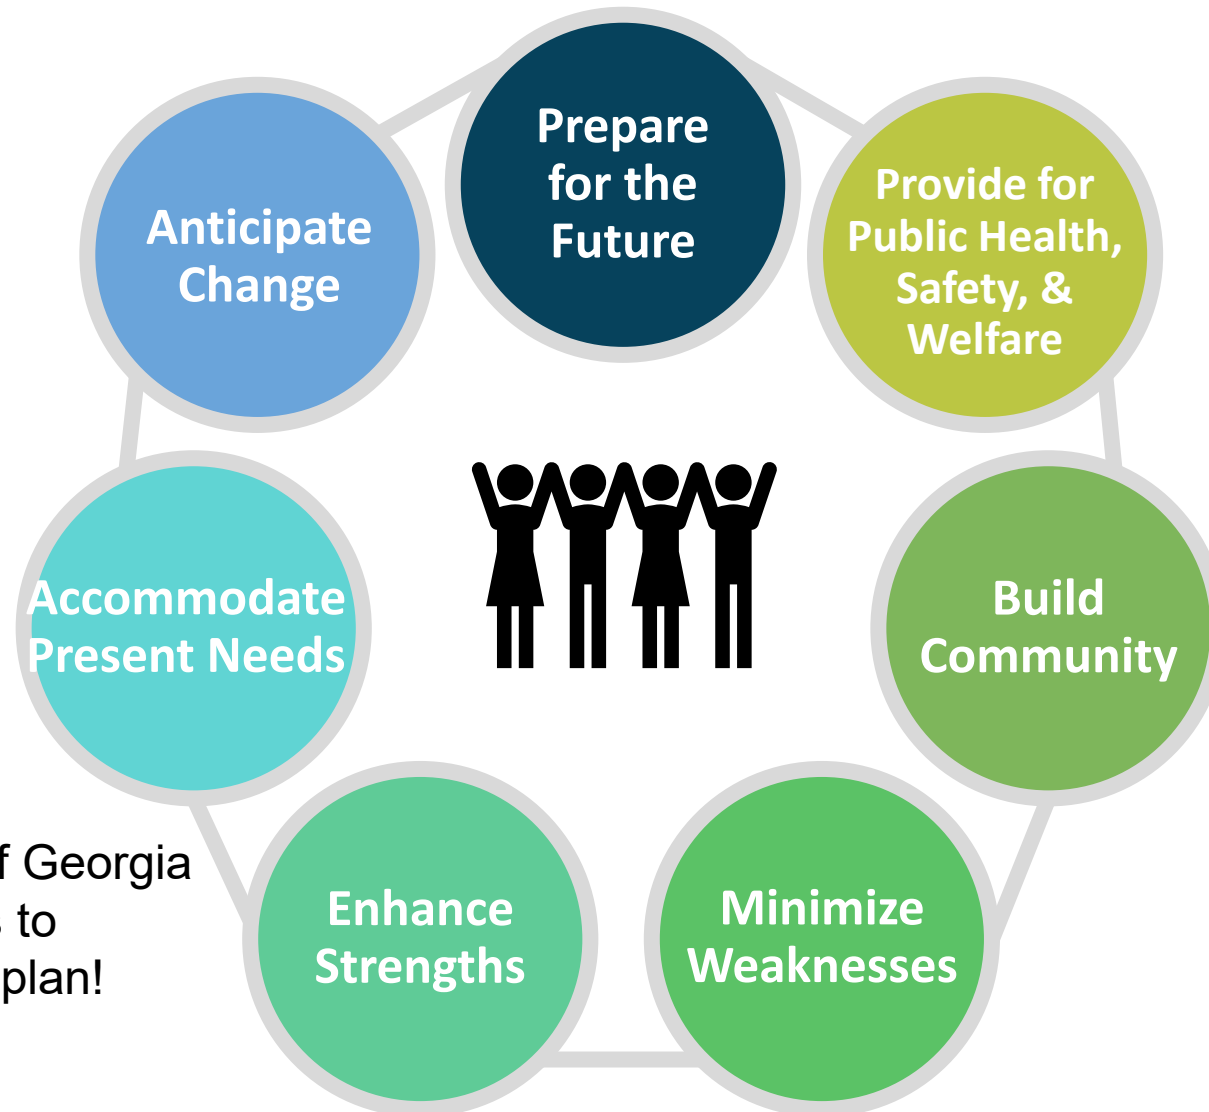 Prepare
for the
Future
Provide for
Public Health,
Safety, &
Welfare
Build
Community
Minimize
Weaknesses
Enhance
Strengths
Accommodate
Present Needs
Anticipate
Change
f Georgia
s to
plan!